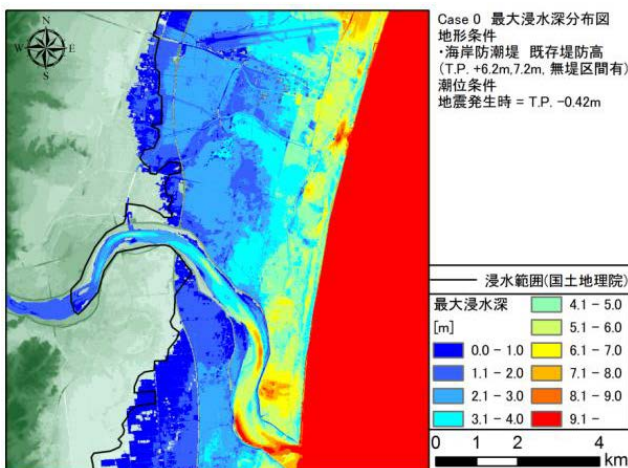 N
W E
S
Case 0 最大浸水深分布図
地形条件
・海岸防潮堤 既存堤防高
(T.P. +6.2m,7.2m, 無堤区間有)
潮位条件
地震発生時 = T.P. -0.42m
浸水範囲(国土地理院)
最大浸水深
[m]
0.0 - 1.0
1.1 - 2.0
2.1 - 3.0
3.1 - 4.0
4.1 - 5.0
5.1 - 6.0
6.1 - 7.0
7.1 - 8.0
8.1 - 9.0
9.1 -
0 1 2 4
km